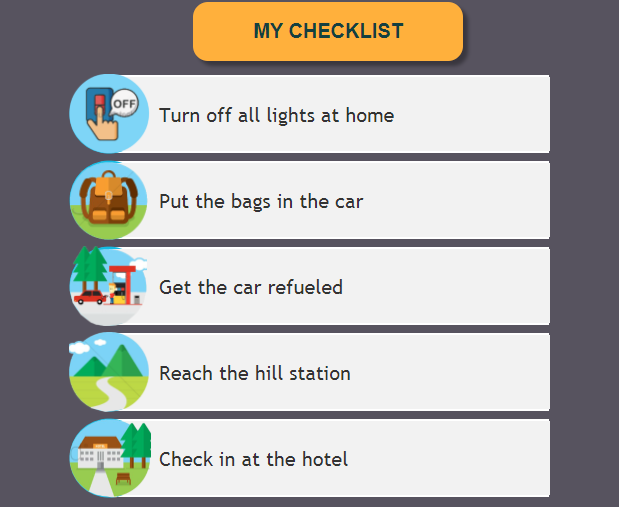 MY CHECKLIST
OFF
Turn off all lights at home
Put the bags in the car
Get the car refueled
Reach the hill station
Check in at the hotel